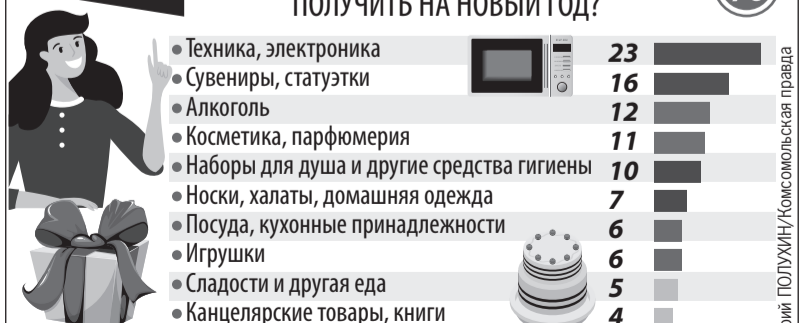 ПОЛУЧИТЬ НА НОВЫЙ ГОД?
Техника, электроника 23
Сувениры, статуэтки 16
Алкоголь 12
Косметика, парфюмерия 11
Наборы для душа и другие средства гигиены 10
Носки, халаты, домашняя одежда 7
Посуда, кухонные принадлежности 6
Игрушки 6
Сладости и другая еда 5
Канцелярские товары, книги 4
ПОЛУХИН/Комсомольская правда